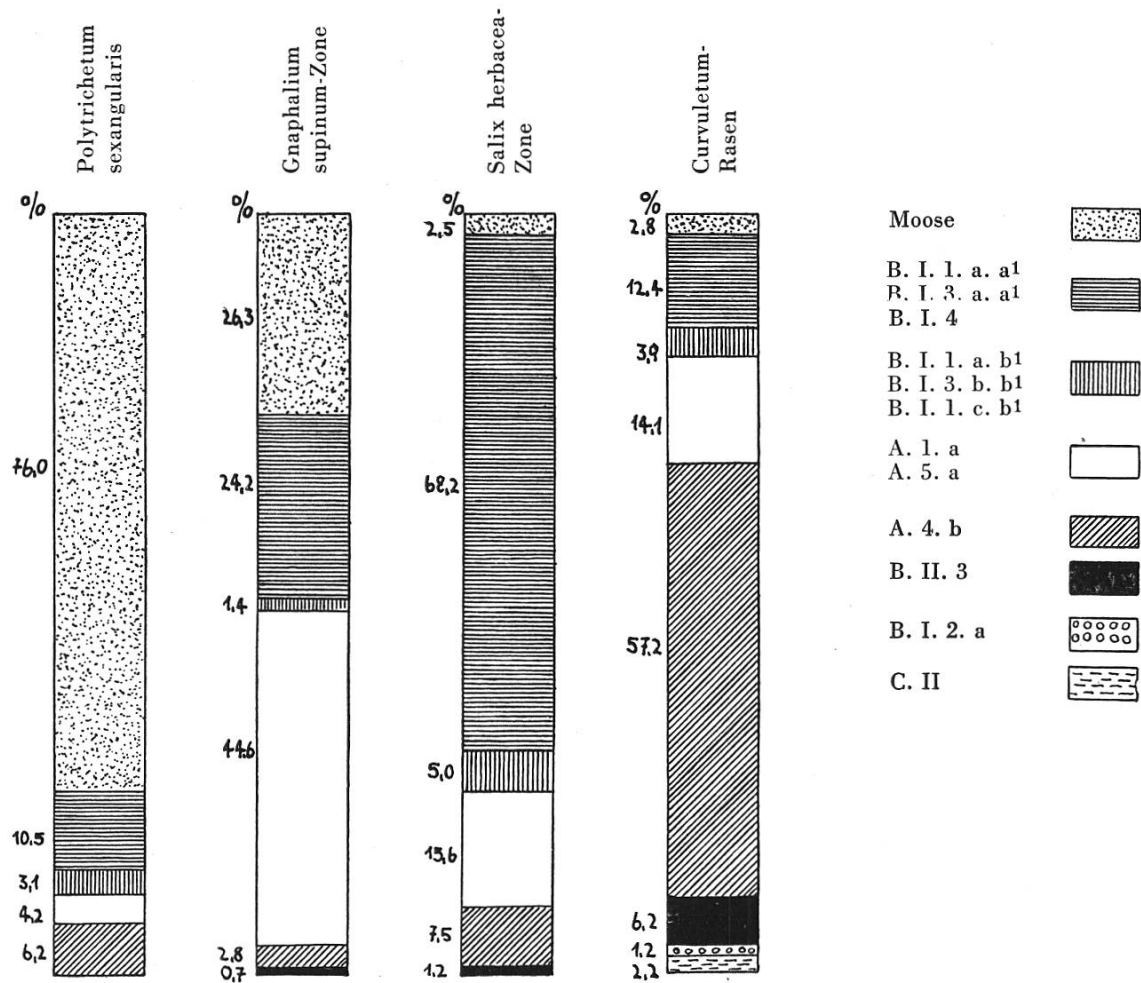 Polytrichetum
sexangularis
Gnaphalium
supinum-Zone
Salix herbacea-
Zone
Curvuletum-
Rasen
%
76,0
10,5
3,1
4,2
6,2
%
26,3
24,2
1,4
44,6
2,8
0,7
%
2,5
68,2
5,0
15,6
7,5
1,2
%
2,8
12,4
3,9
14,1
57,2
6,2
1,2
2,2
Moose
B. I. 1. a. a1
B. I. 3. a. a1
B. I. 4
B. I. 1. a. b1
B. I. 3. b. b1
B. I. 1. c. b1
A. 1. a
A. 5. a
A. 4. b
B. II. 3
B. I. 2. a
C. II